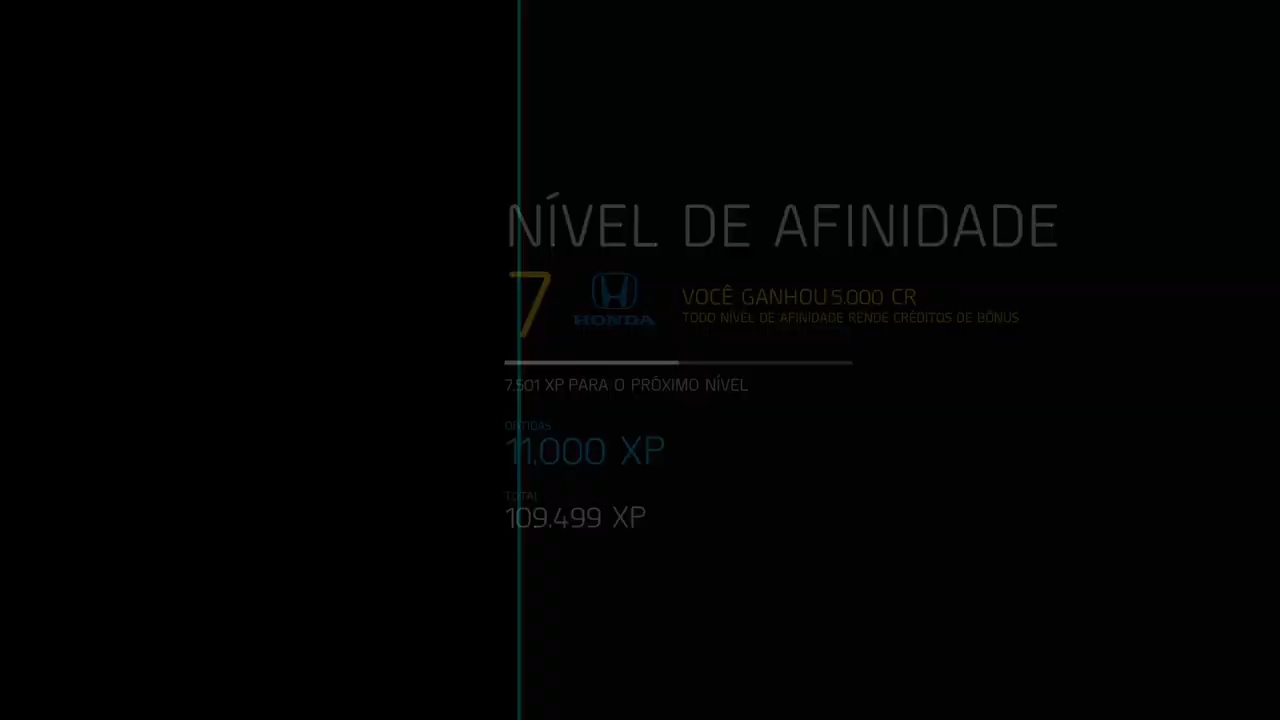 NÍVEL DE AFINIDADE
7
HONDA
VOCÊ GANHOU 5.000 CR
TODO NÍVEL DE AFINIDADE RENDE CRÉDITOS DE BÔNUS
7.501 XP PARA O PRÓXIMO NÍVEL
OBTIDAS
11.000 XP
TOTAL
109.499 XP